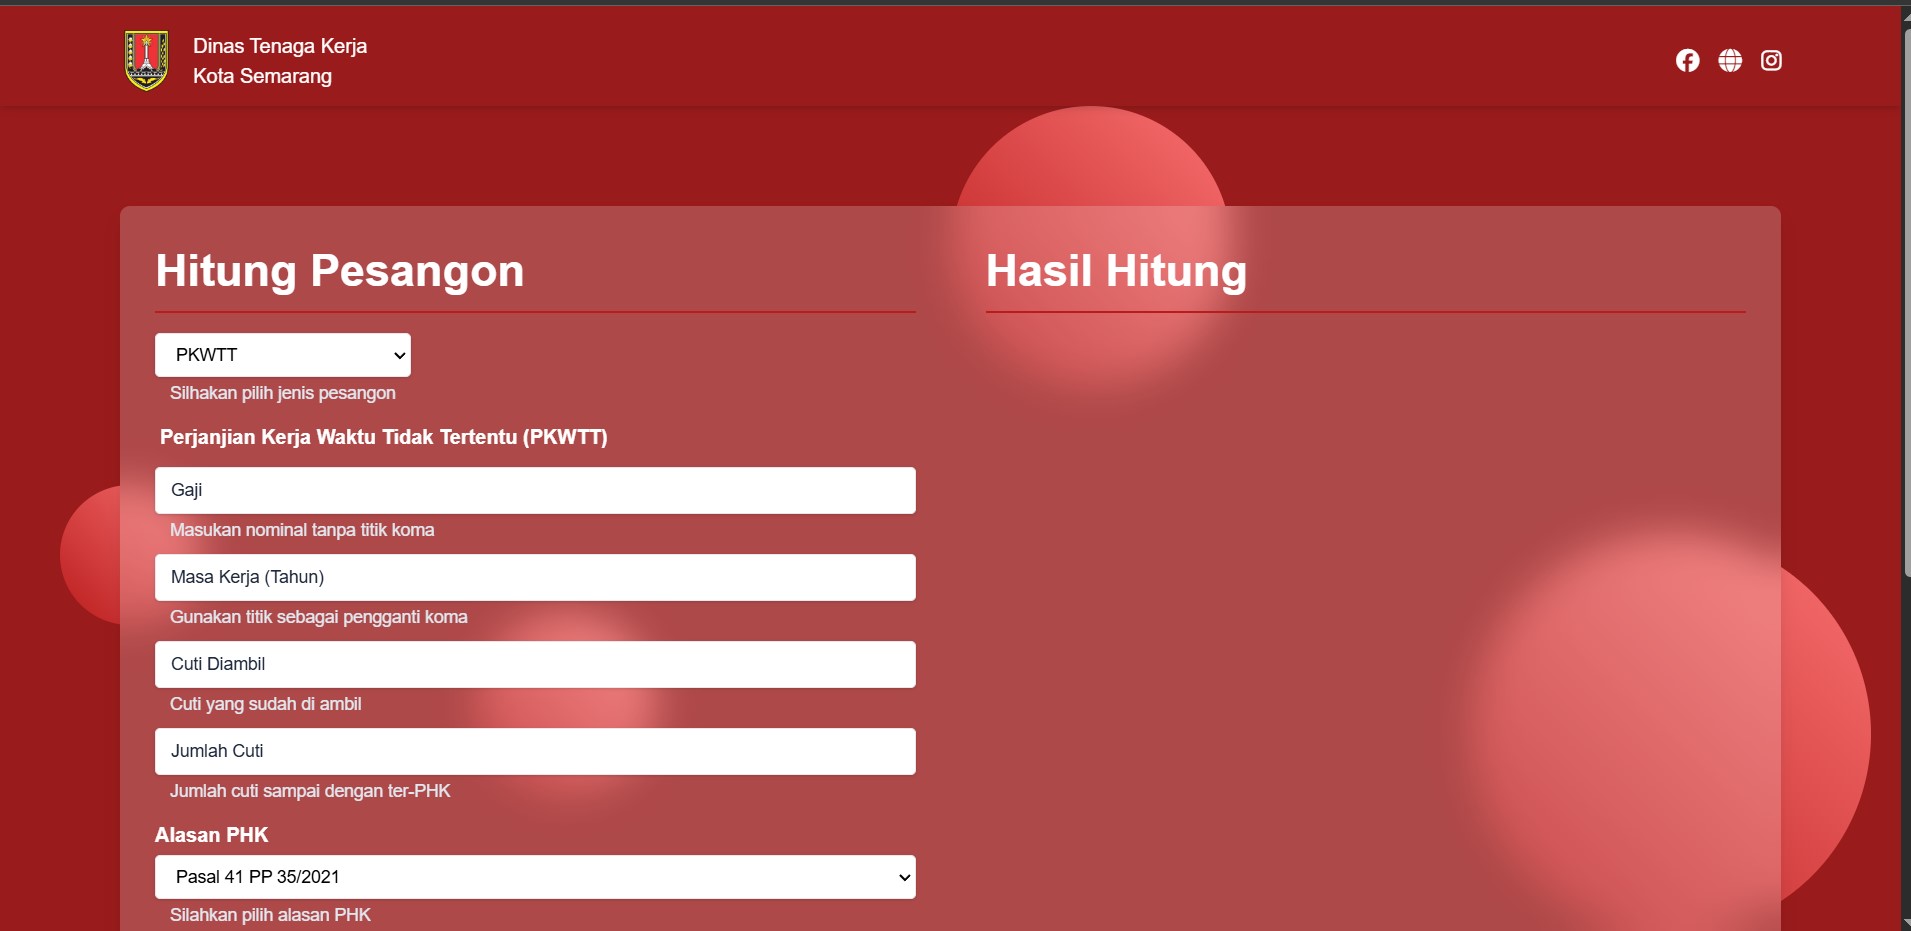 Dinas Tenaga Kerja
Kota Semarang
Hitung Pesangon
PKWTT
Silhakan pilih jenis pesangon
Perjanjian Kerja Waktu Tidak Tertentu (PKWTT)
Gaji
Masukan nominal tanpa titik koma
Masa Kerja (Tahun)
Gunakan titik sebagai pengganti koma
Cuti Diambil
Cuti yang sudah di ambil
Jumlah Cuti
Jumlah cuti sampai dengan ter-PHK
Alasan PHK
Pasal 41 PP 35/2021
Silahkan pilih alasan PHK
Hasil Hitung